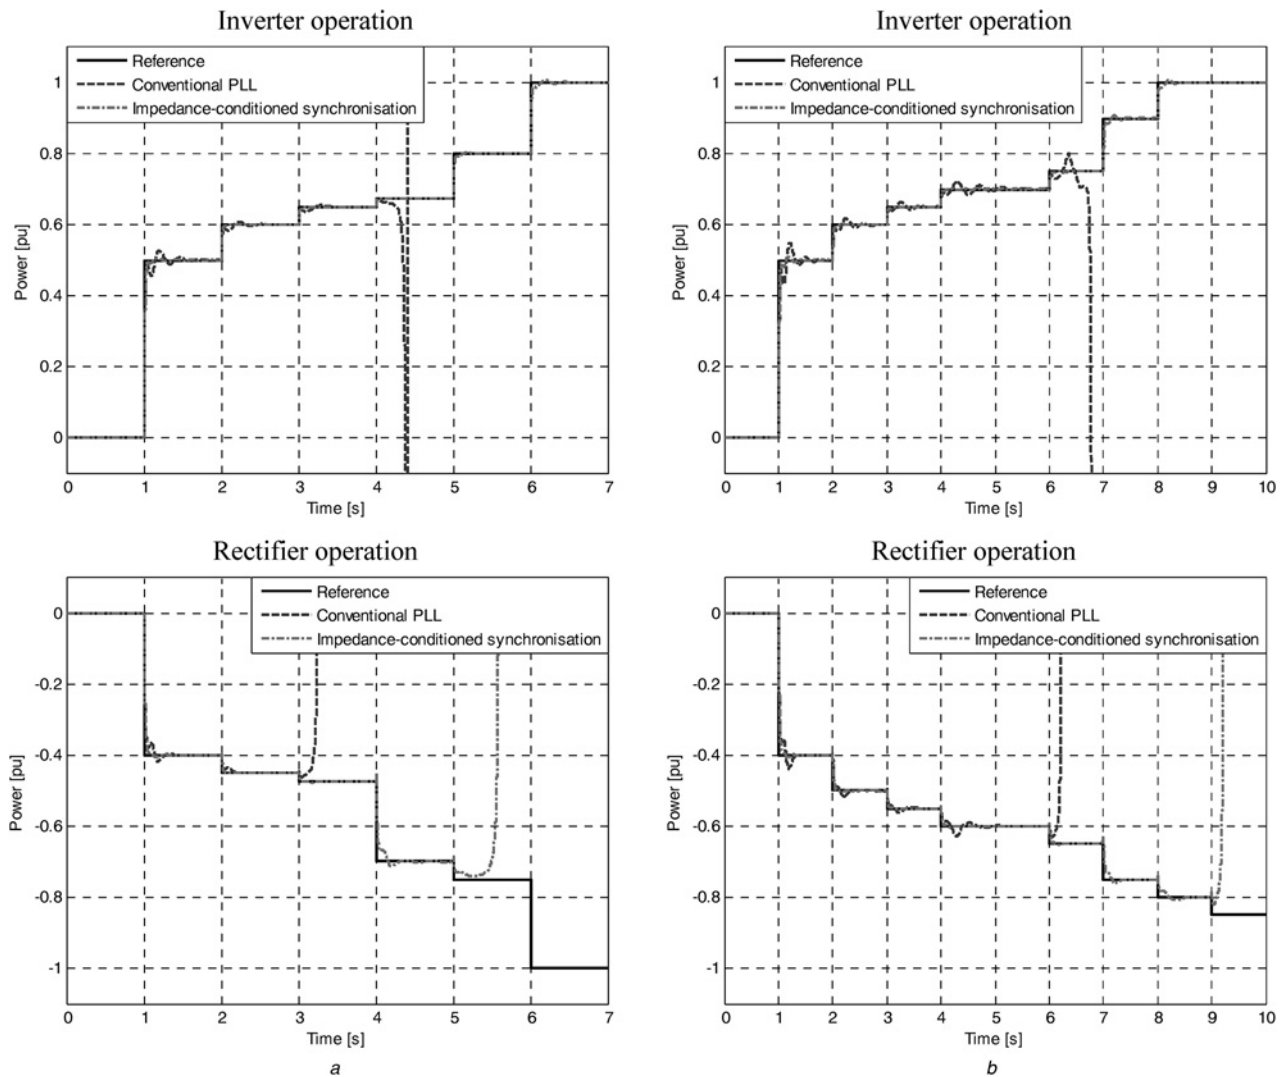 Inverter operation
Reference
Conventional PLL
Impedance-conditioned synchronisation
1
0.8
0.6
0.4
0.2
0
Power [pu]
0 1 2 3 4 5 6 7
Time [s]
Inverter operation
Reference
Conventional PLL
Impedance-conditioned synchronisation
1
0.8
0.6
0.4
0.2
0
Power [pu]
0 1 2 3 4 5 6 7 8 9 10
Time [s]
Rectifier operation
Reference
Conventional PLL
Impedance-conditioned synchronisation
0
-0.2
-0.4
-0.6
-0.8
-1
Power [pu]
0 1 2 3 4 5 6 7
Time [s]
a
Rectifier operation
Reference
Conventional PLL
Impedance-conditioned synchronisation
0
-0.2
-0.4
-0.6
-0.8
-1
Power [pu]
0 1 2 3 4 5 6 7 8 9 10
Time [s]
b